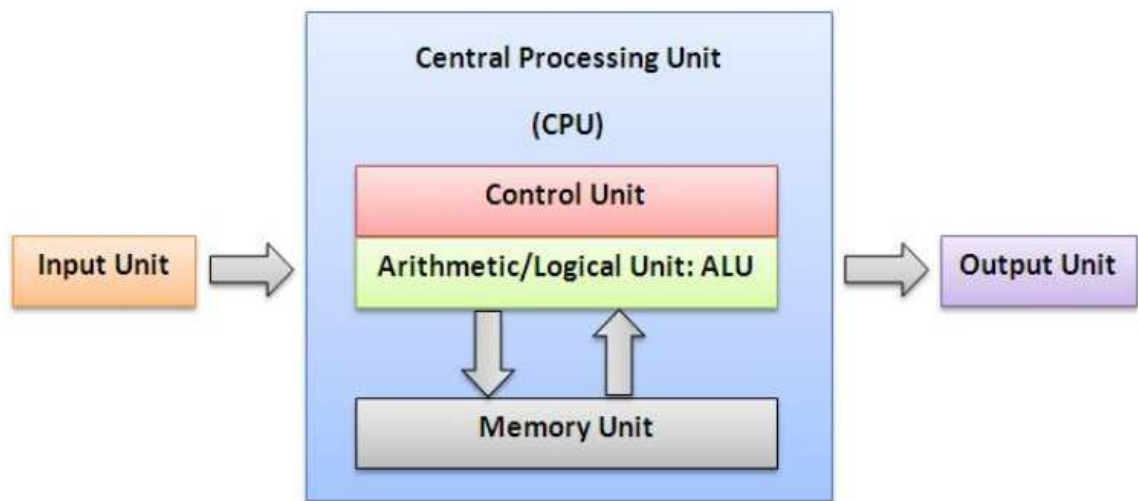 Central Processing Unit
(CPU)
Control Unit
Input Unit
Arithmetic/Logical Unit: ALU
Output Unit
Memory Unit